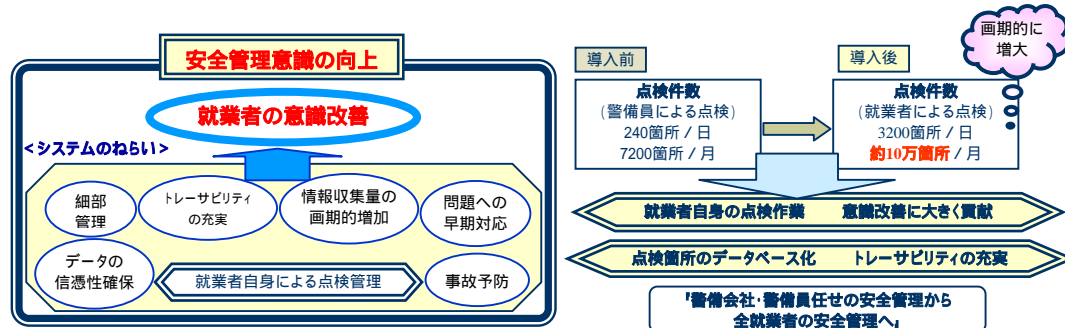 安全管理意識の向上
就業者の意識改善
<システムのねらい>
細部
管理
トレーサビリティ
の充実
情報収集量の
画期的増加
問題への
早期対応
データの
信憑性確保
就業者自身による点検管理
事故予防
画期的に
増大
導入前
導入後
点検件数
(警備員による点検)
240箇所 / 日
7200箇所 / 月
点検件数
(就業者による点検)
3200箇所 / 日
約10万箇所 / 月
就業者自身の点検作業 意識改善に大きく貢献
点検箇所のデータベース化 トレーサビリティの充実
「警備会社・警備員任せの安全管理から
全就業者の安全管理へ」